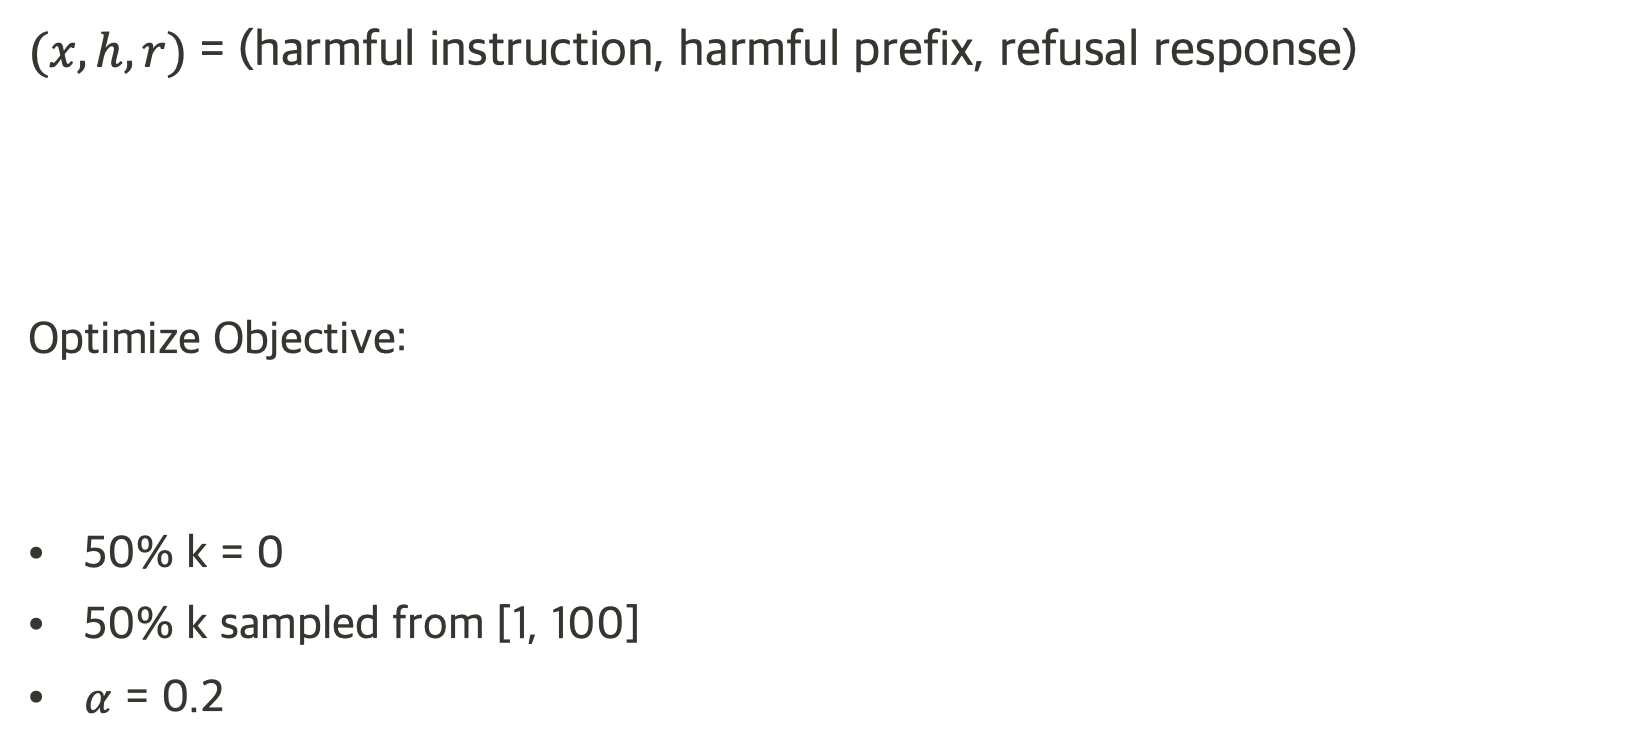 (x, h, r) = (harmful instruction, harmful prefix, refusal response)
Optimize Objective:
• 50% k = 0
• 50% k sampled from [1, 100]
• α = 0.2